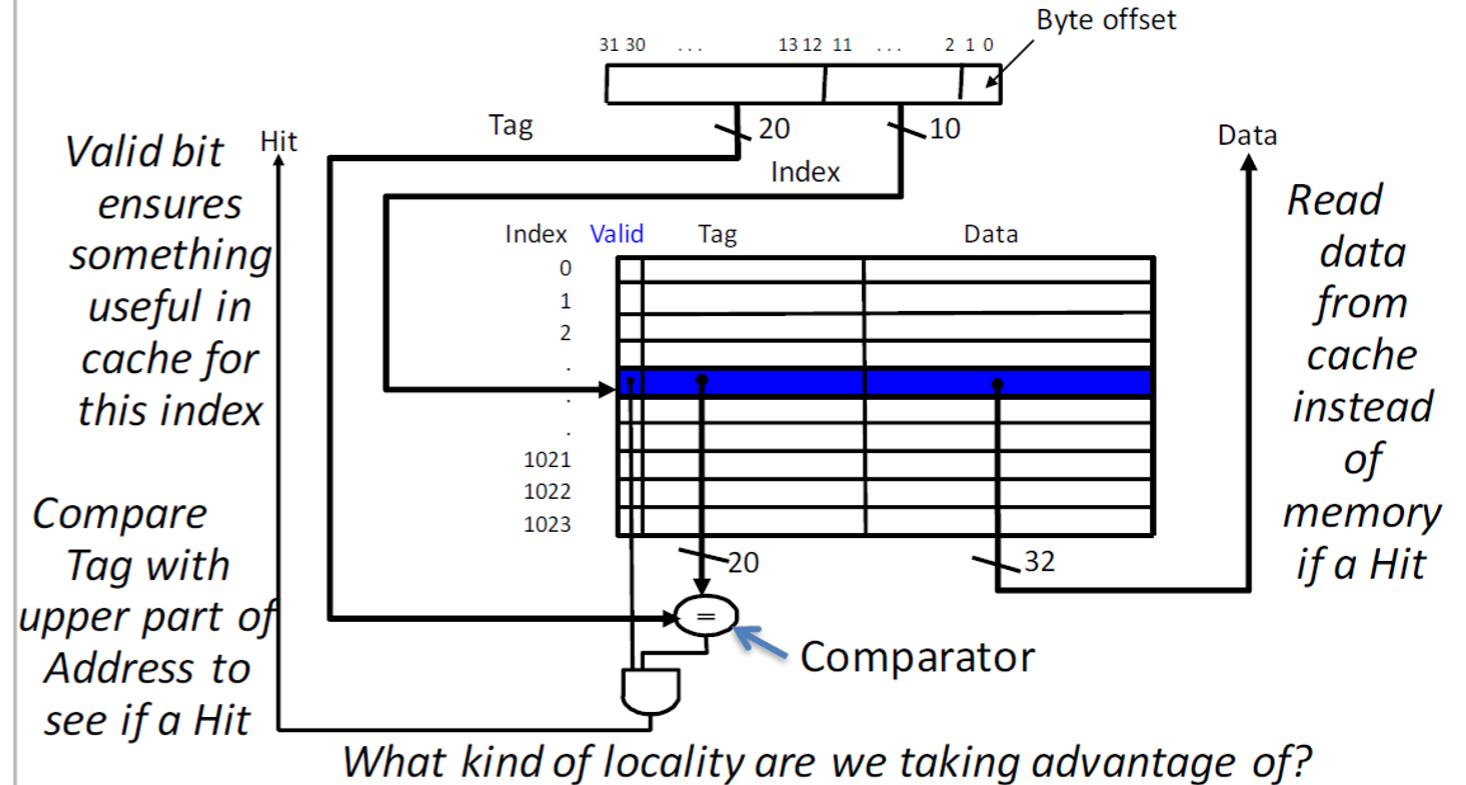 Byte offset
31 30 ... 13 12 11 ... 2 1 0
Tag
20
10
Index
Hit
Data
Valid bit
ensures
something
useful in
cache for
this index
Compare
Tag with
upper part of
Address to
see if a Hit
Index Valid Tag Data
0
1
2
.
.
.
1021
1022
1023
20
32
=
Comparator
Read
data
from
cache
instead
of
memory
if a Hit
What kind of locality are we taking advantage of?